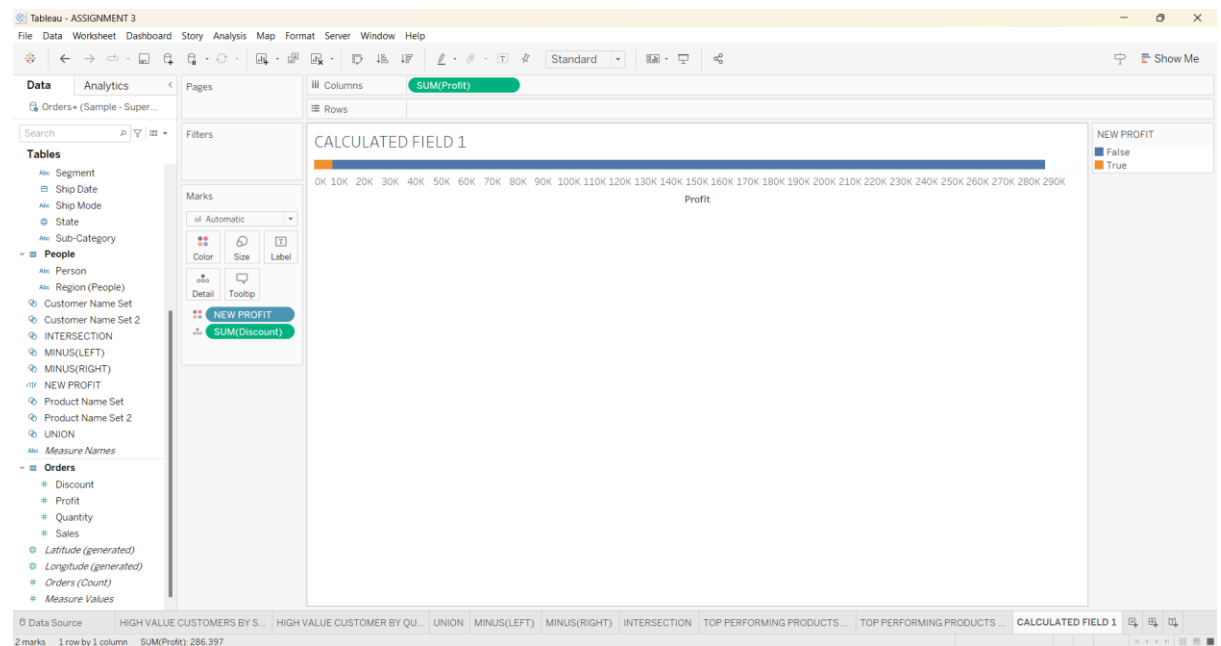 Tableau - ASSIGNMENT 3
File Data Worksheet Dashboard Story Analysis Map Format Server Window Help
Standard
Show Me
Data Analytics
Orders+ (Sample - Super...
Search
Tables
Abc Segment
Ship Date
Abc Ship Mode
State
Abc Sub-Category
People
Abc Person
Abc Region (People)
Customer Name Set
Customer Name Set 2
INTERSECTION
MINUS(LEFT)
MINUS(RIGHT)
=T|F NEW PROFIT
Product Name Set
Product Name Set 2
UNION
Abc Measure Names
Orders
# Discount
# Profit
# Quantity
# Sales
Latitude (generated)
Longitude (generated)
# Orders (Count)
# Measure Values
Pages
Filters
Marks
Automatic
Color Size Label
Detail Tooltip
NEW PROFIT
SUM(Discount)
Columns SUM(Profit)
Rows
CALCULATED FIELD 1
0K 10K 20K 30K 40K 50K 60K 70K 80K 90K 100K 110K 120K 130K 140K 150K 160K 170K 180K 190K 200K 210K 220K 230K 240K 250K 260K 270K 280K 290K
Profit
NEW PROFIT
False
True
Data Source HIGH VALUE CUSTOMERS BY S... HIGH VALUE CUSTOMER BY QU... UNION MINUS(LEFT) MINUS(RIGHT) INTERSECTION TOP PERFORMING PRODUCTS ... TOP PERFORMING PRODUCTS ... CALCULATED FIELD 1
2 marks 1 row by 1 column SUM(Profit): 286,397